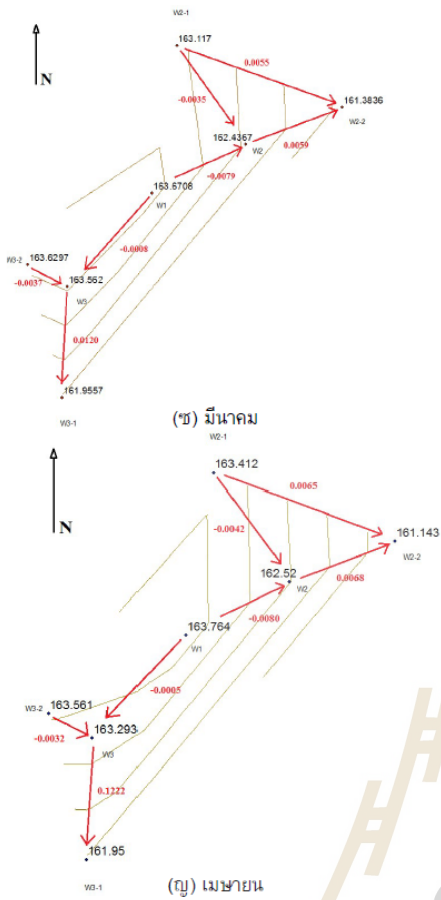 W2-1
163.117
N
0.0055
-0.0035
161.3836
162.4367
W2-2
0.0059
W2
-0.0079
163.6708
W1
-0.0008
W3-2
163.6297
-0.0037
163.562
W3
0.0120
161.9557
W3-1
(ซ) มีนาคม
W2-1
163.412
N
0.0065
-0.0042
161.143
W2-2
162.52
0.0068
W2
-0.0080
163.764
W1
-0.0005
163.561
W3-2
-0.0032
163.293
W3
0.1222
161.95
W3-1
(ญ) เมษายน